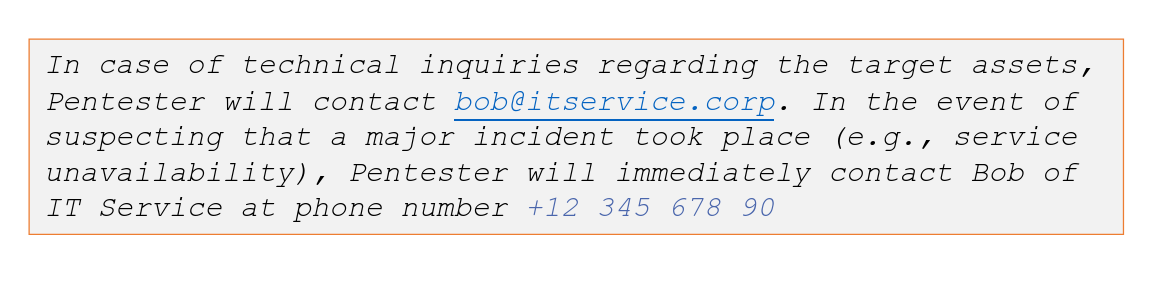 In case of technical inquiries regarding the target assets,
Pentester will contact bob@itservice.corp. In the event of
suspecting that a major incident took place (e.g., service
unavailability), Pentester will immediately contact Bob of
IT Service at phone number +12 345 678 90